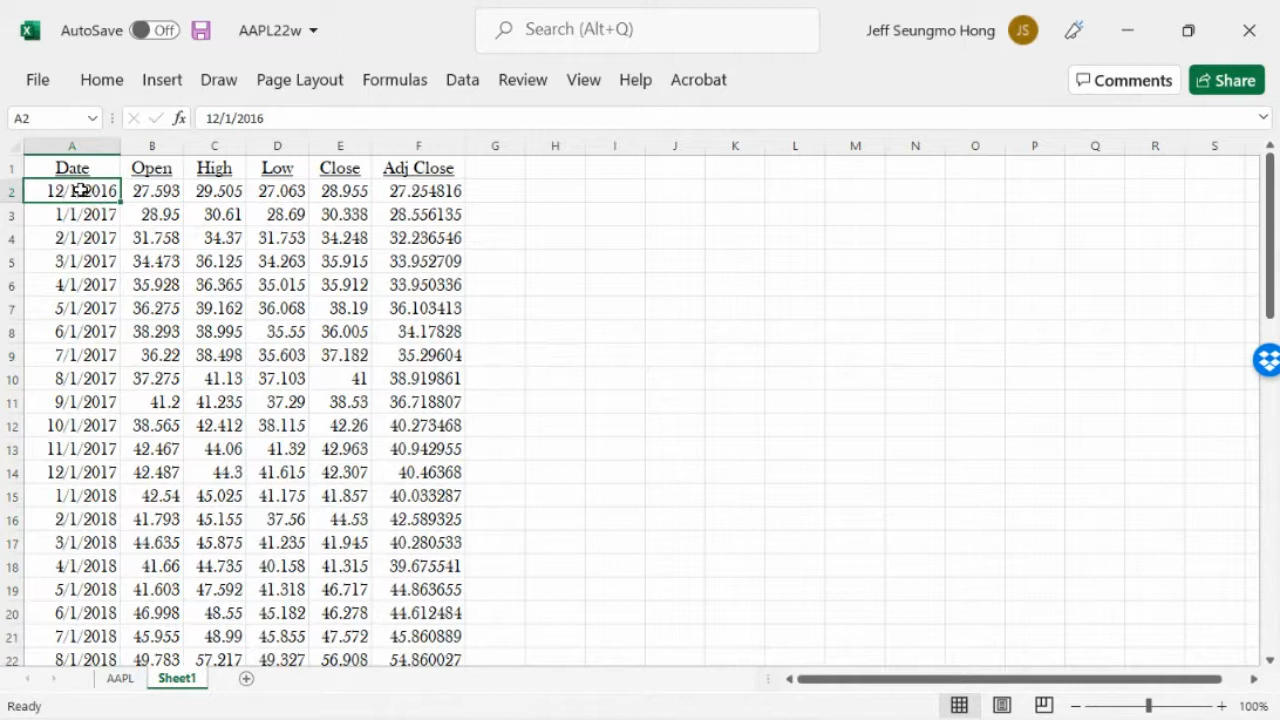 AutoSave Off AAPL22w Search (Alt+Q) Jeff Seungmo Hong JS
File Home Insert Draw Page Layout Formulas Data Review View Help Acrobat Comments Share
A2 fx 12/1/2016
A B C D E F G H I J K L M N O P Q R S
1 Date Open High Low Close Adj Close
2 12/1/2016 27.593 29.505 27.063 28.955 27.254816
3 1/1/2017 28.95 30.61 28.69 30.338 28.556135
4 2/1/2017 31.758 34.37 31.753 34.248 32.236546
5 3/1/2017 34.473 36.125 34.263 35.915 33.952709
6 4/1/2017 35.928 36.365 35.015 35.912 33.950336
7 5/1/2017 36.275 39.162 36.068 38.19 36.103413
8 6/1/2017 38.293 38.995 35.55 36.005 34.17828
9 7/1/2017 36.22 38.498 35.603 37.182 35.29604
10 8/1/2017 37.275 41.13 37.103 41 38.919861
11 9/1/2017 41.2 41.235 37.29 38.53 36.718807
12 10/1/2017 38.565 42.412 38.115 42.26 40.273468
13 11/1/2017 42.467 44.06 41.32 42.963 40.942955
14 12/1/2017 42.487 44.3 41.615 42.307 40.46368
15 1/1/2018 42.54 45.025 41.175 41.857 40.033287
16 2/1/2018 41.793 45.155 37.56 44.53 42.589325
17 3/1/2018 44.635 45.875 41.235 41.945 40.280533
18 4/1/2018 41.66 44.735 40.158 41.315 39.675541
19 5/1/2018 41.603 47.592 41.318 46.717 44.863655
20 6/1/2018 46.998 48.55 45.182 46.278 44.612484
21 7/1/2018 45.955 48.99 45.855 47.572 45.860889
22 8/1/2018 49.783 57.217 49.327 56.908 54.860027
AAPL Sheet1
Ready 100%